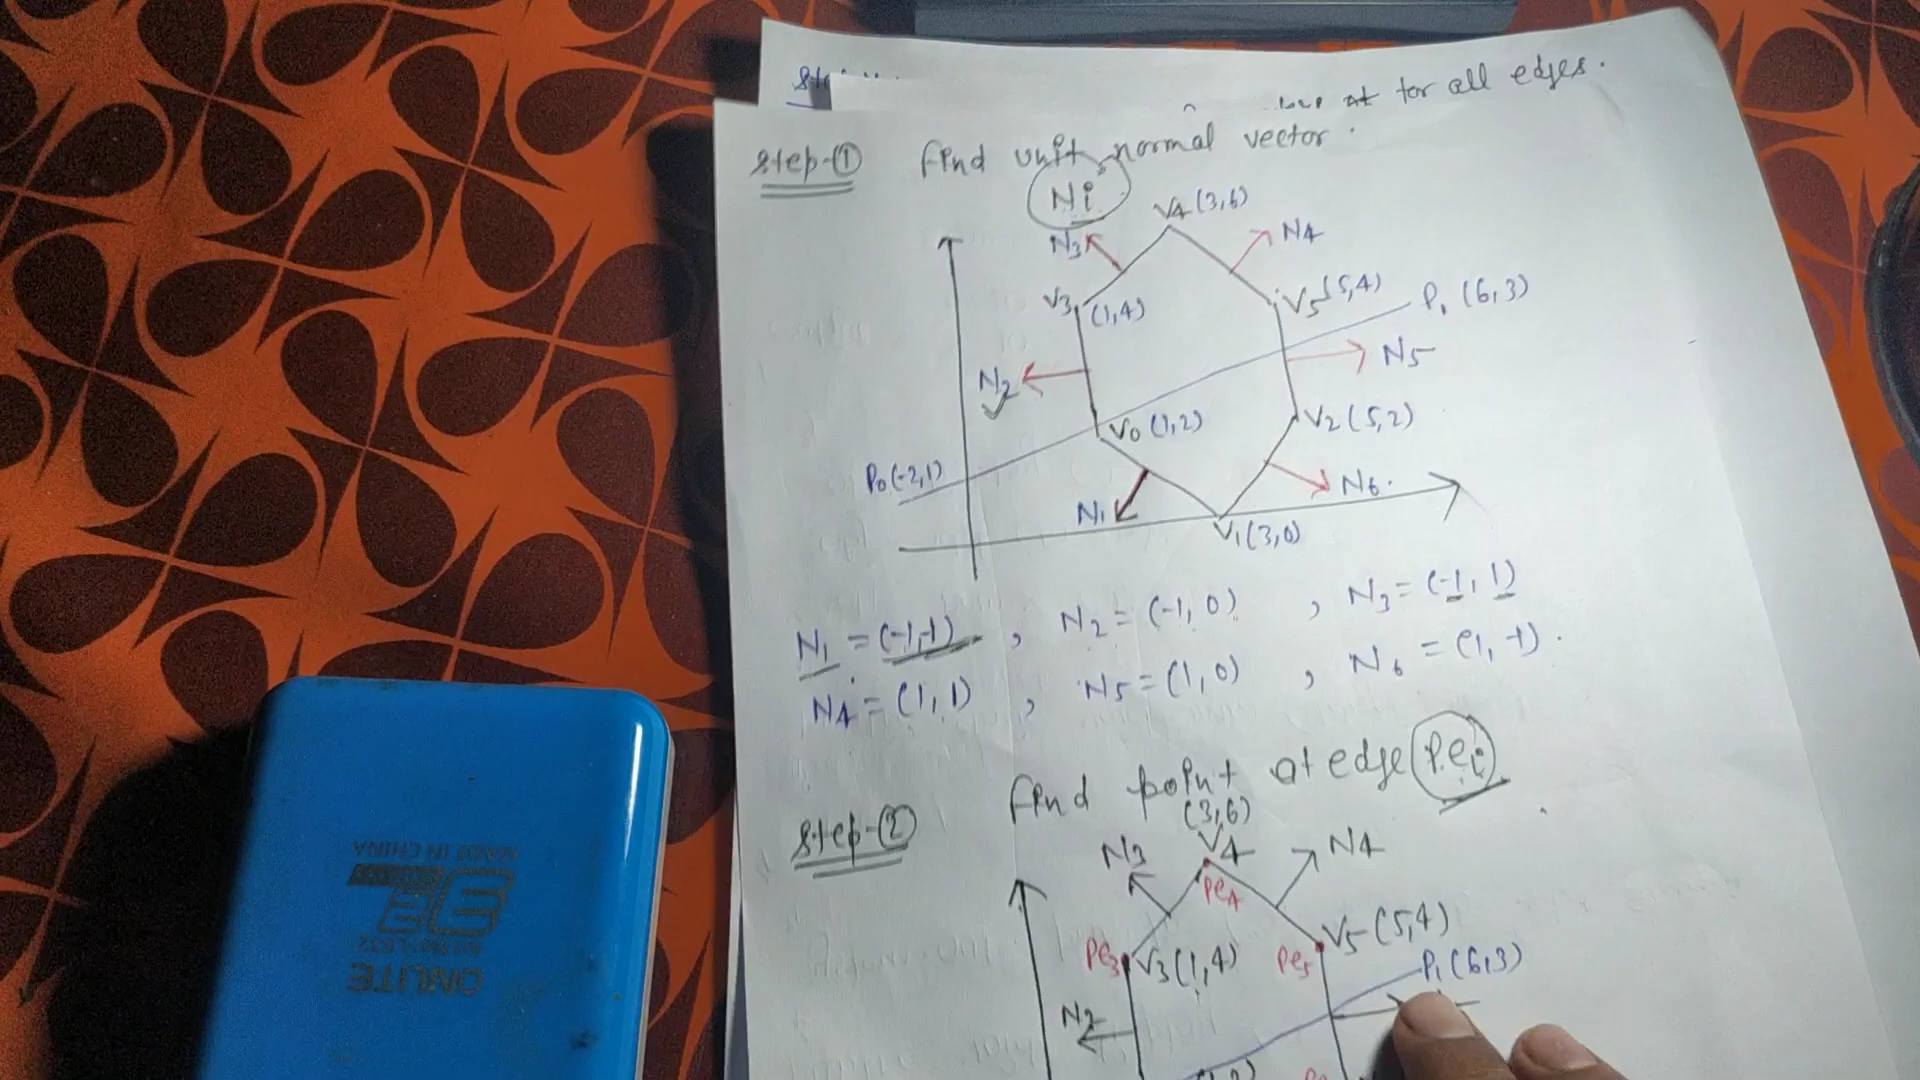 for all edges.
Step-① find unit normal vector.
Ni
V4(3,6)
N3
N4
V3
(1,4)
V5(5,4)
P1 (6,3)
N2
N5
V0 (1,2)
V2(5,2)
P0(-2,1)
N1
N6.
V1(3,0)
N1 = (-1,-1) , N2 = (-1, 0) , N3 = (-1, 1)
N4 = (1, 1) , N5 = (1, 0) , N6 = (1, -1).
Step-② find point at edge Pei
(3,6)
V4
N3
N4
Pe4
V5(5,4)
Pe3
V3(1,4)
Pe5
P1(6,3)
N2
MADE IN CHINA
ONLITE